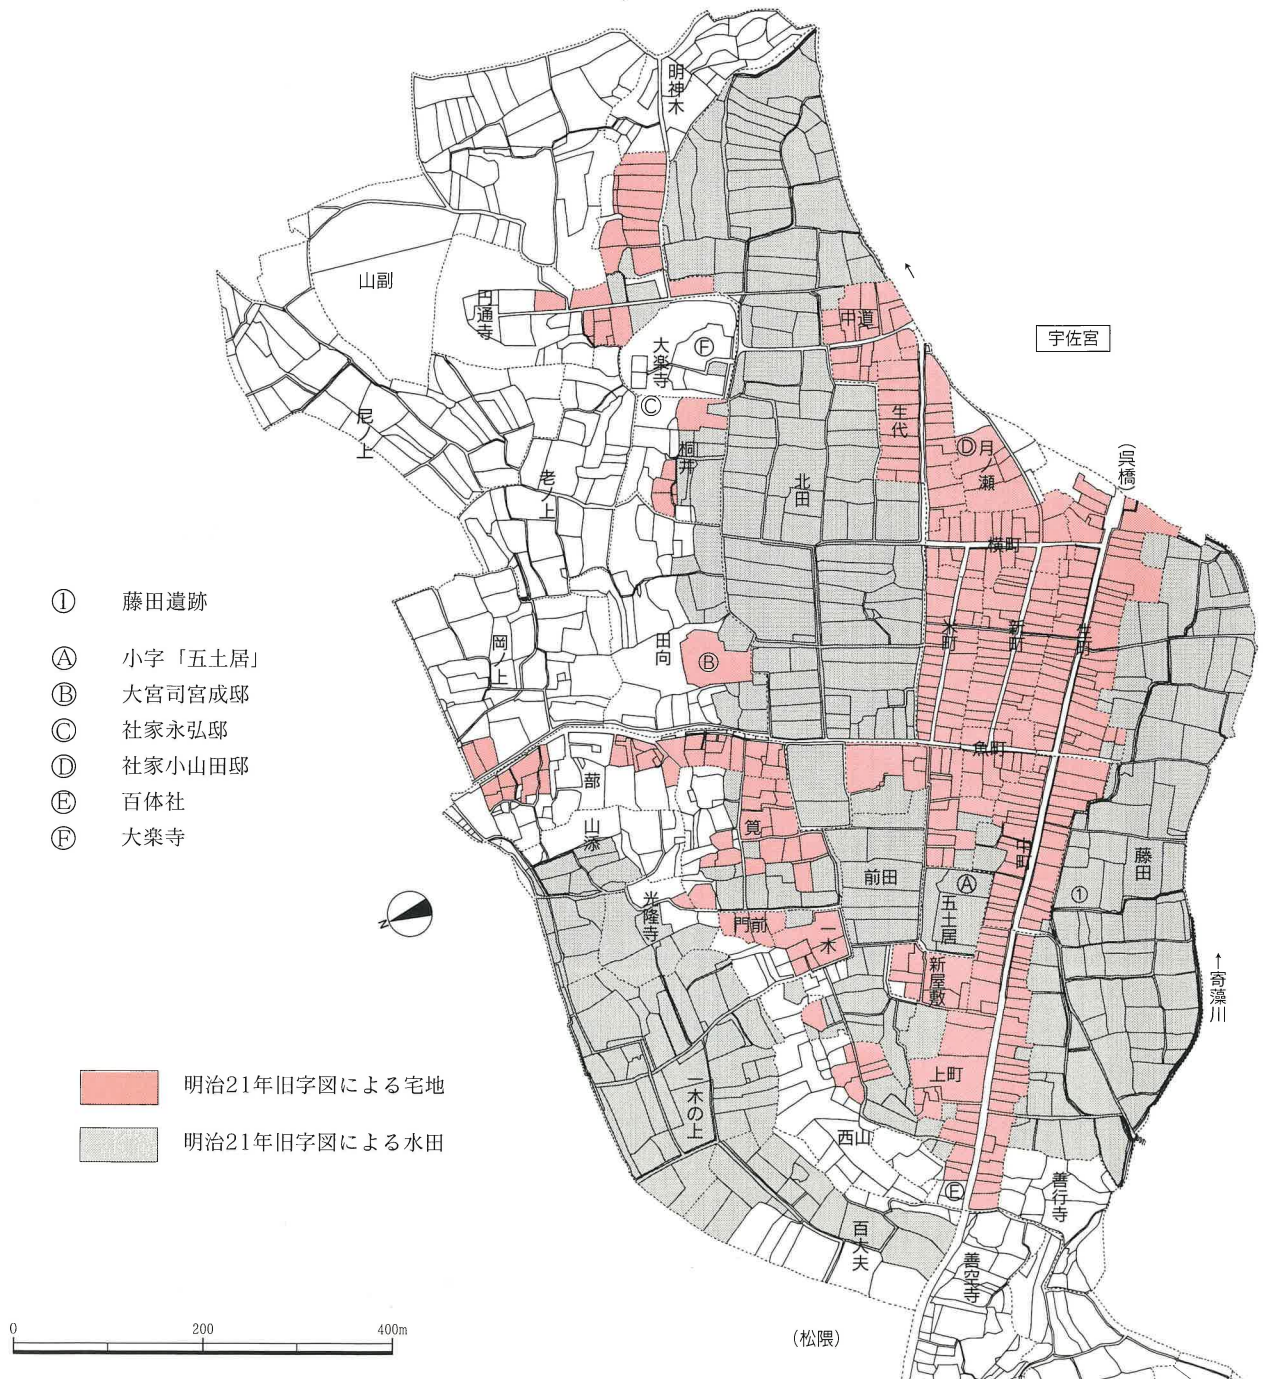 明神木
山副
円通寺
大楽寺
Ⓕ
Ⓒ
中道
宇佐宮
生代
Ⓓ
月ノ瀬
(呉橋)
尼ノ上
老ノ上
桐井
北田
横町
① 藤田遺跡
Ⓐ 小字「五土居」
Ⓑ 大宮司宮成邸
Ⓒ 社家永弘邸
Ⓓ 社家小山田邸
Ⓔ 百体社
Ⓕ 大楽寺
岡ノ上
田向
Ⓑ
米町
新町
魚町
蔀
山添
筧
中町
前田
Ⓐ
五土居
①
藤田
光隆寺
門前
一木
新屋敷
←寄藻川
N
明治21年旧字図による宅地
明治21年旧字図による水田
一木の上
上町
西山
Ⓔ
善行寺
百大夫
善空寺
(松隈)
0 200 400m